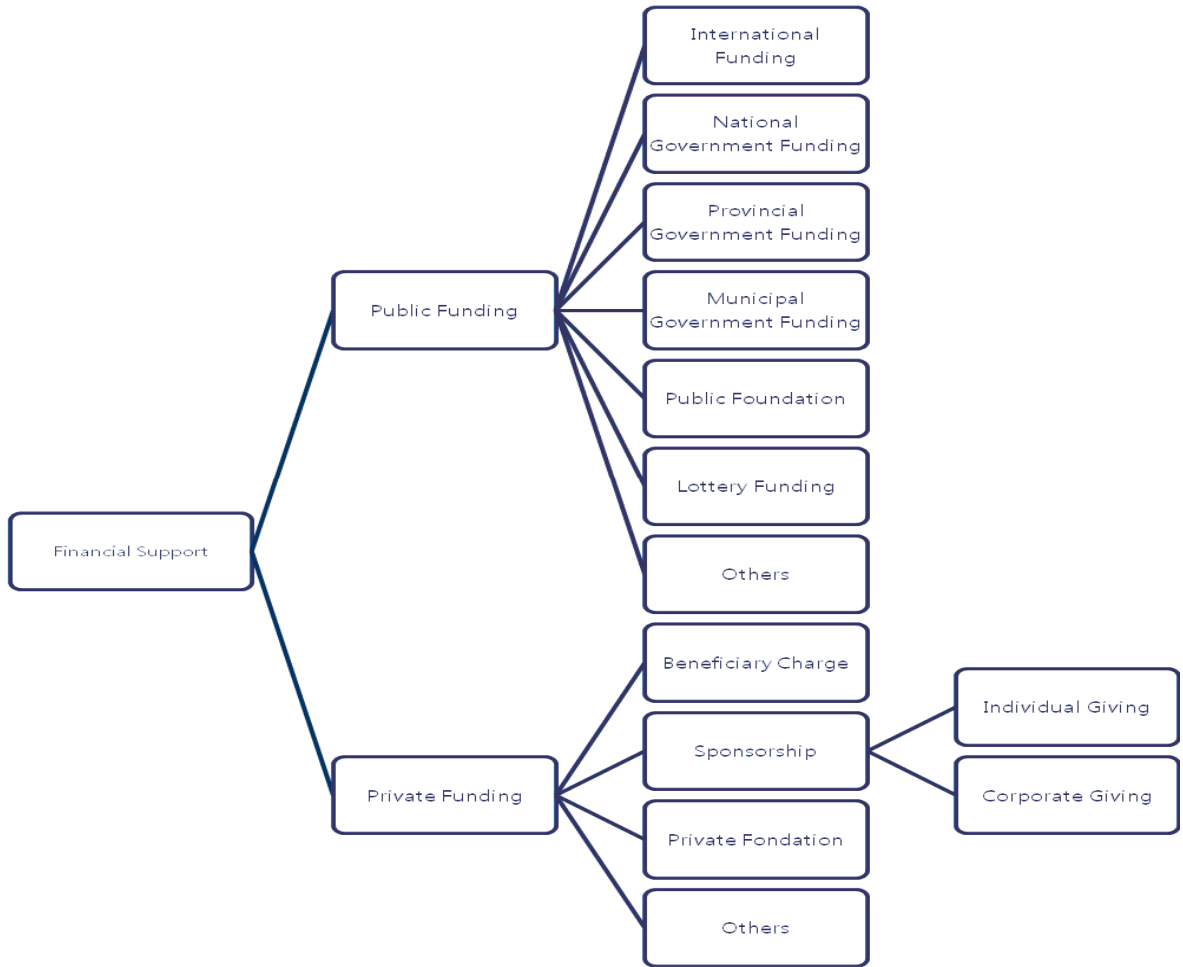 International
Funding
National
Government Funding
Provincial
Government Funding
Public Funding
Municipal
Government Funding
Public Foundation
Lottery Funding
Financial Support
Others
Beneficiary Charge
Individual Giving
Sponsorship
Private Funding
Corporate Giving
Private Fondation
Others